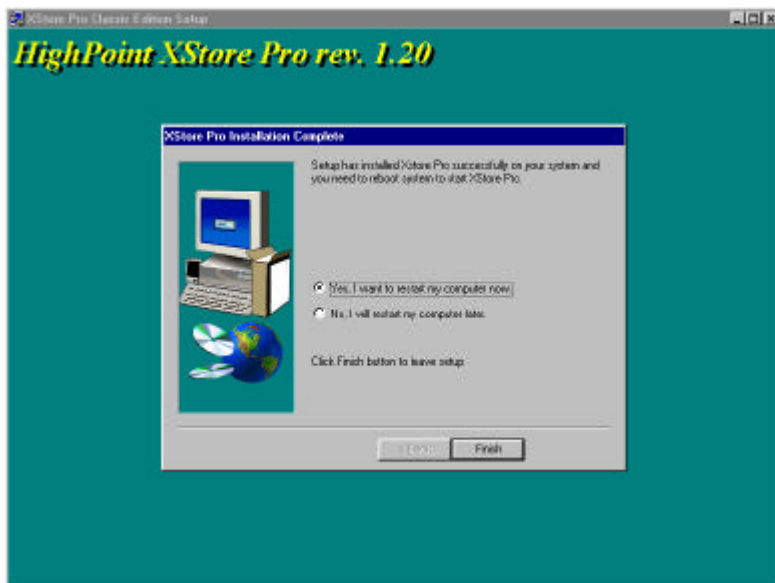 XStore Pro Classic Edition Setup
HighPoint XStore Pro rev. 1.20
XStore Pro Installation Complete
Setup has installed Xstore Pro successfully on your system and
you need to reboot system to start XStore Pro.
Yes, I want to restart my computer now.
No, I will restart my computer later.
Click Finish button to leave setup
Finish